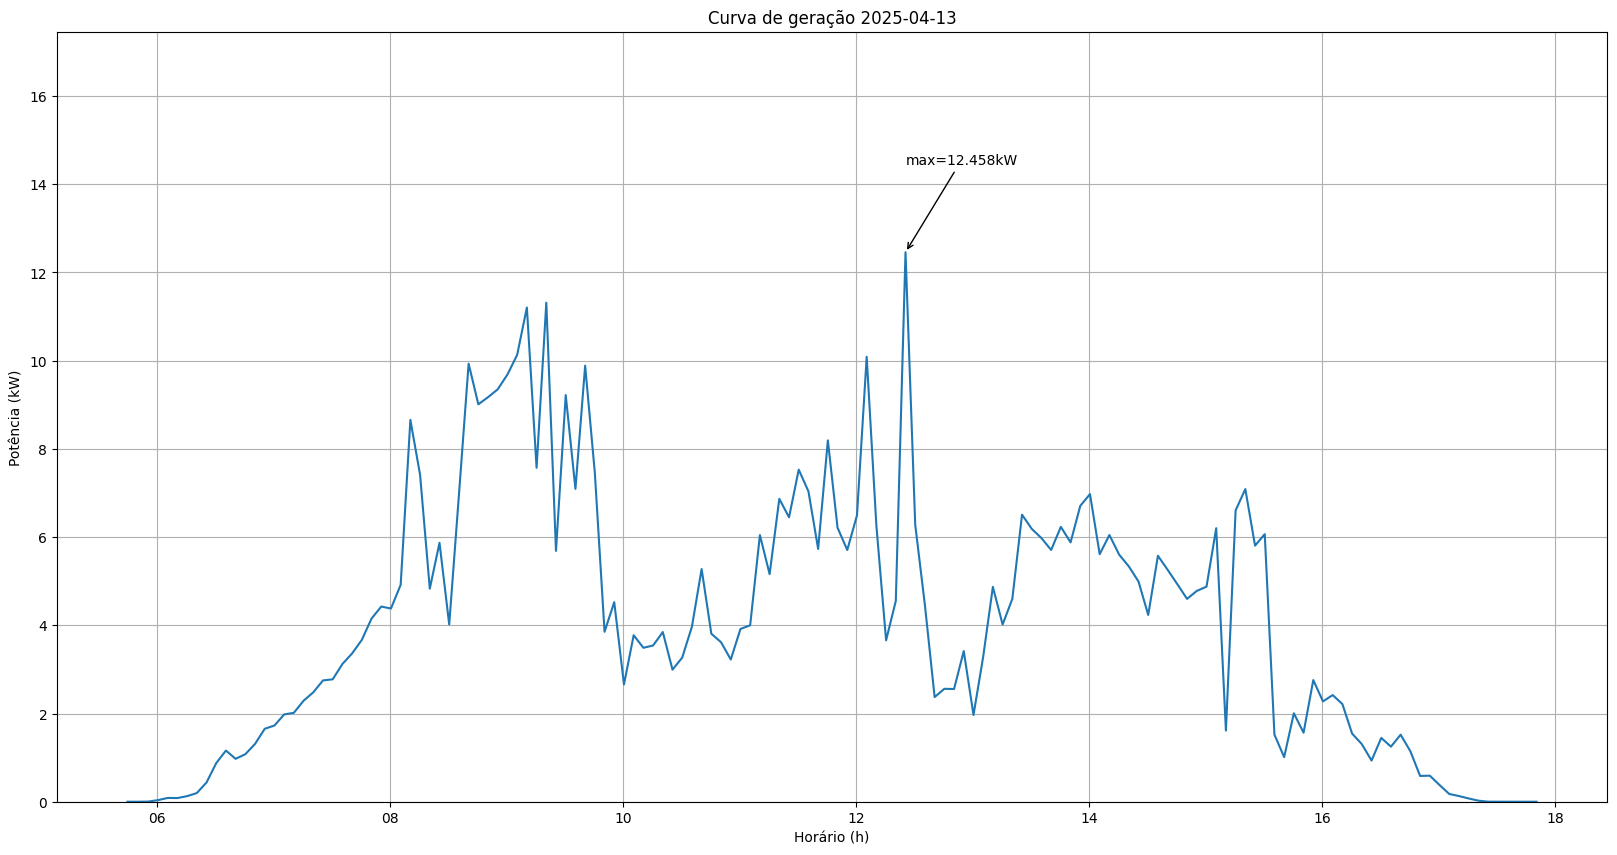 Curva de geração 2025-04-13
16
14
12
10
8
6
4
2
0
Potência (kW)
max=12.458kW
06 08 10 12 14 16 18
Horário (h)